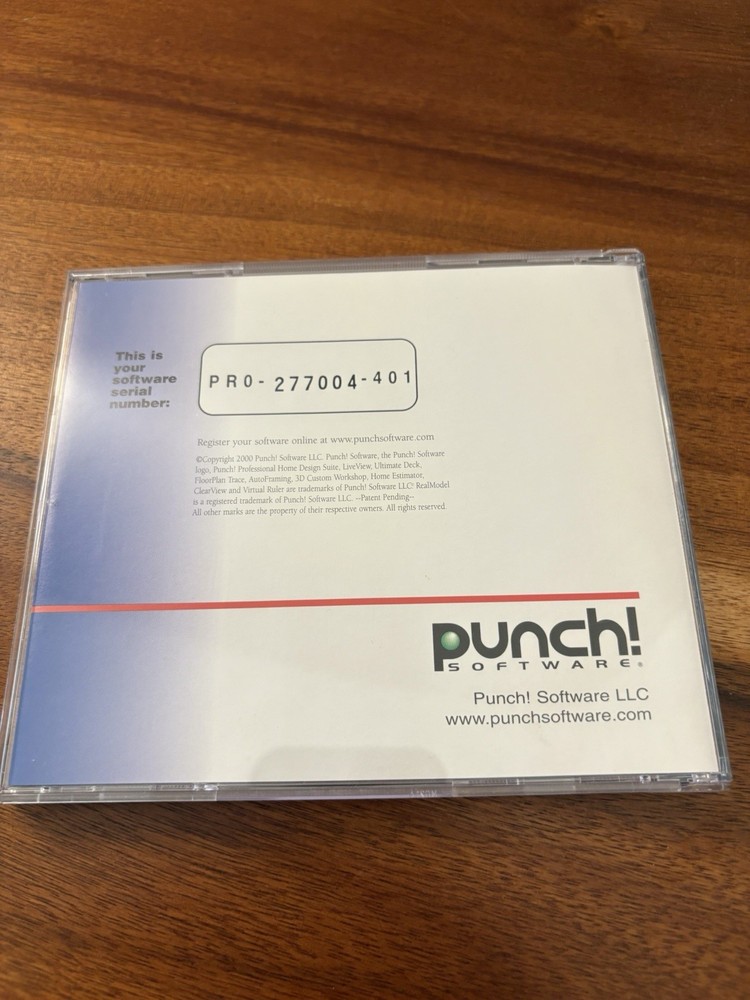 This is
your
software
serial
number:
PRO-277004-401
Register your software online at www.punchsoftware.com
©Copyright 2000 Punch! Software LLC. Punch! Software, the Punch! Software
logo, Punch! Professional Home Design Suite, LiveView, Ultimate Deck,
FloorPlan Trace, AutoFraming, 3D Custom Workshop, Home Estimator,
ClearView and Virtual Ruler are trademarks of Punch! Software LLC! RealModel
is a registered trademark of Punch! Software LLC. --Patent Pending--
All other marks are the property of their respective owners. All rights reserved.
punch!
SOFTWARE®
Punch! Software LLC
www.punchsoftware.com